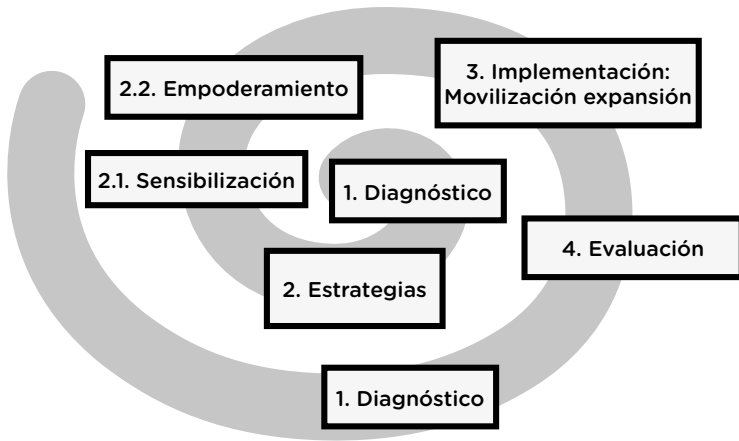 2.2. Empoderamiento
3. Implementación:
Movilización expansión
2.1. Sensibilización
1. Diagnóstico
4. Evaluación
2. Estrategias
1. Diagnóstico